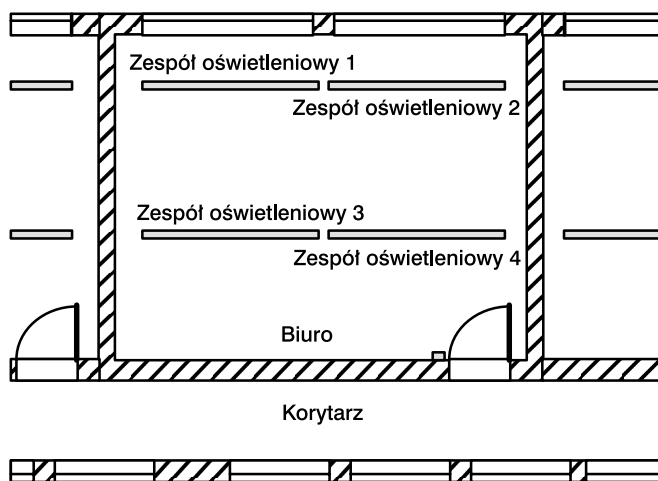 Zespół oświetleniowy 1
Zespół oświetleniowy 2
Zespół oświetleniowy 3
Zespół oświetleniowy 4
Biuro
Korytarz